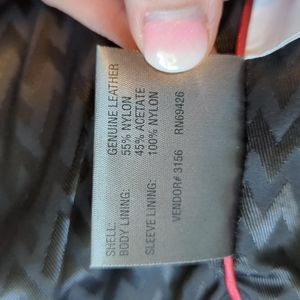 SHELL: GENUINE LEATHER
BODY LINING: 55% NYLON
45% ACETATE
SLEEVE LINING: 100% NYLON
VENDOR# 3156 RN69426